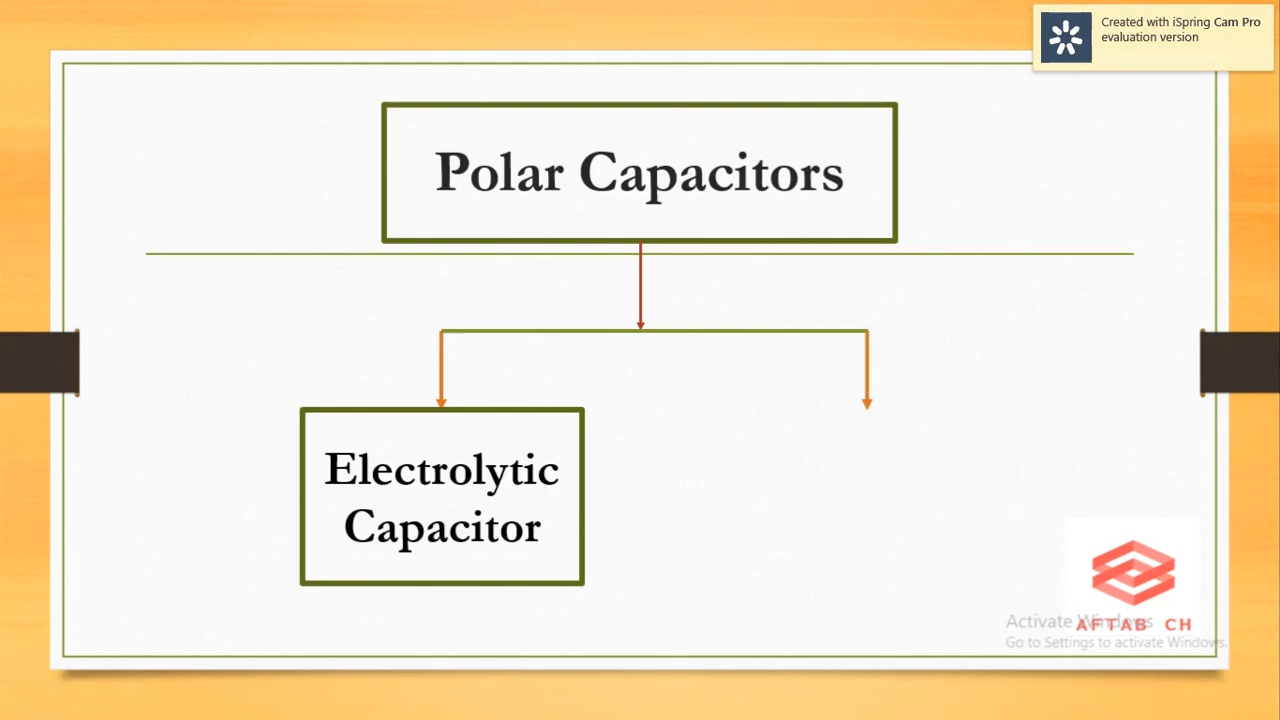 Created with iSpring Cam Pro
evaluation version
Polar Capacitors
Electrolytic
Capacitor
AFTAB CH
Activate Windows
Go to Settings to activate Windows.